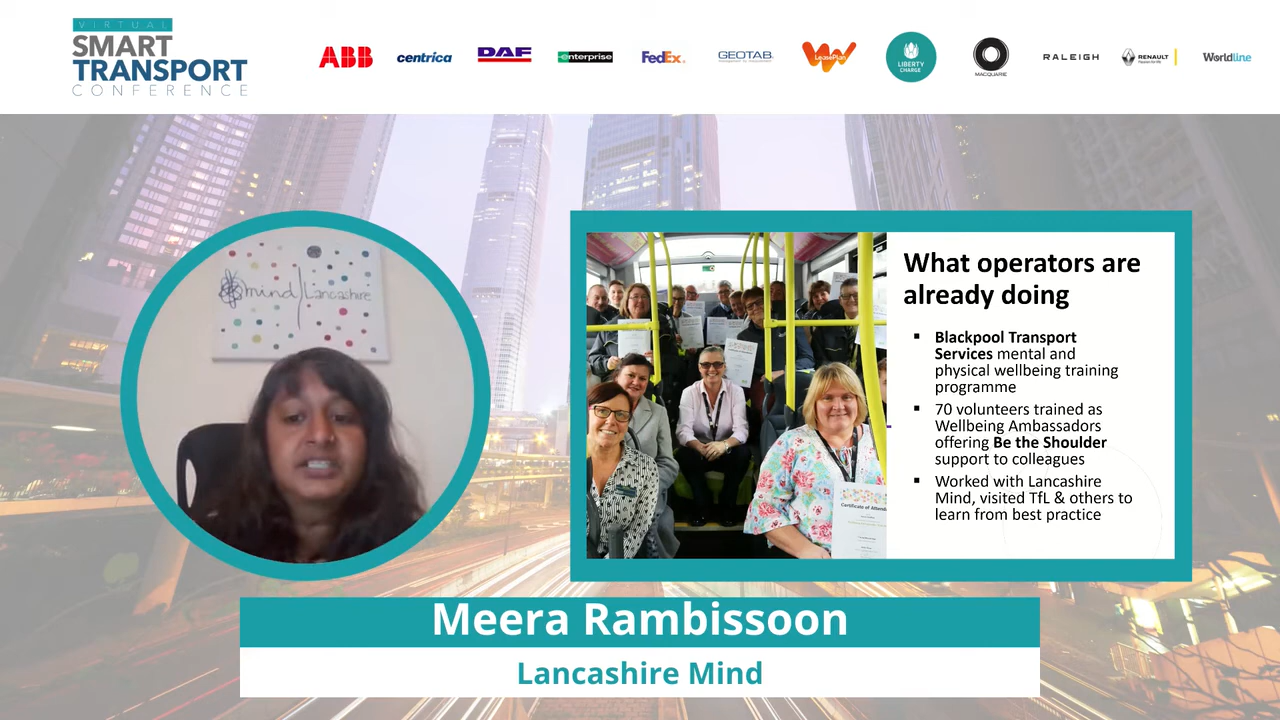 VIRTUAL
SMART
TRANSPORT
CONFERENCE
ABB
centrica
DAF
enterprise
FedEx
GEOTAB
LeasePlan
LIBERTY
CHARGE
MACQUARIE
RALEIGH
RENAULT
Worldline
mind/Lancashire
What operators are
already doing
▪ Blackpool Transport
Services mental and
physical wellbeing training
programme
▪ 70 volunteers trained as
Wellbeing Ambassadors
offering Be the Shoulder
support to colleagues
▪ Worked with Lancashire
Mind, visited TfL & others to
learn from best practice
Meera Rambissoon
Lancashire Mind